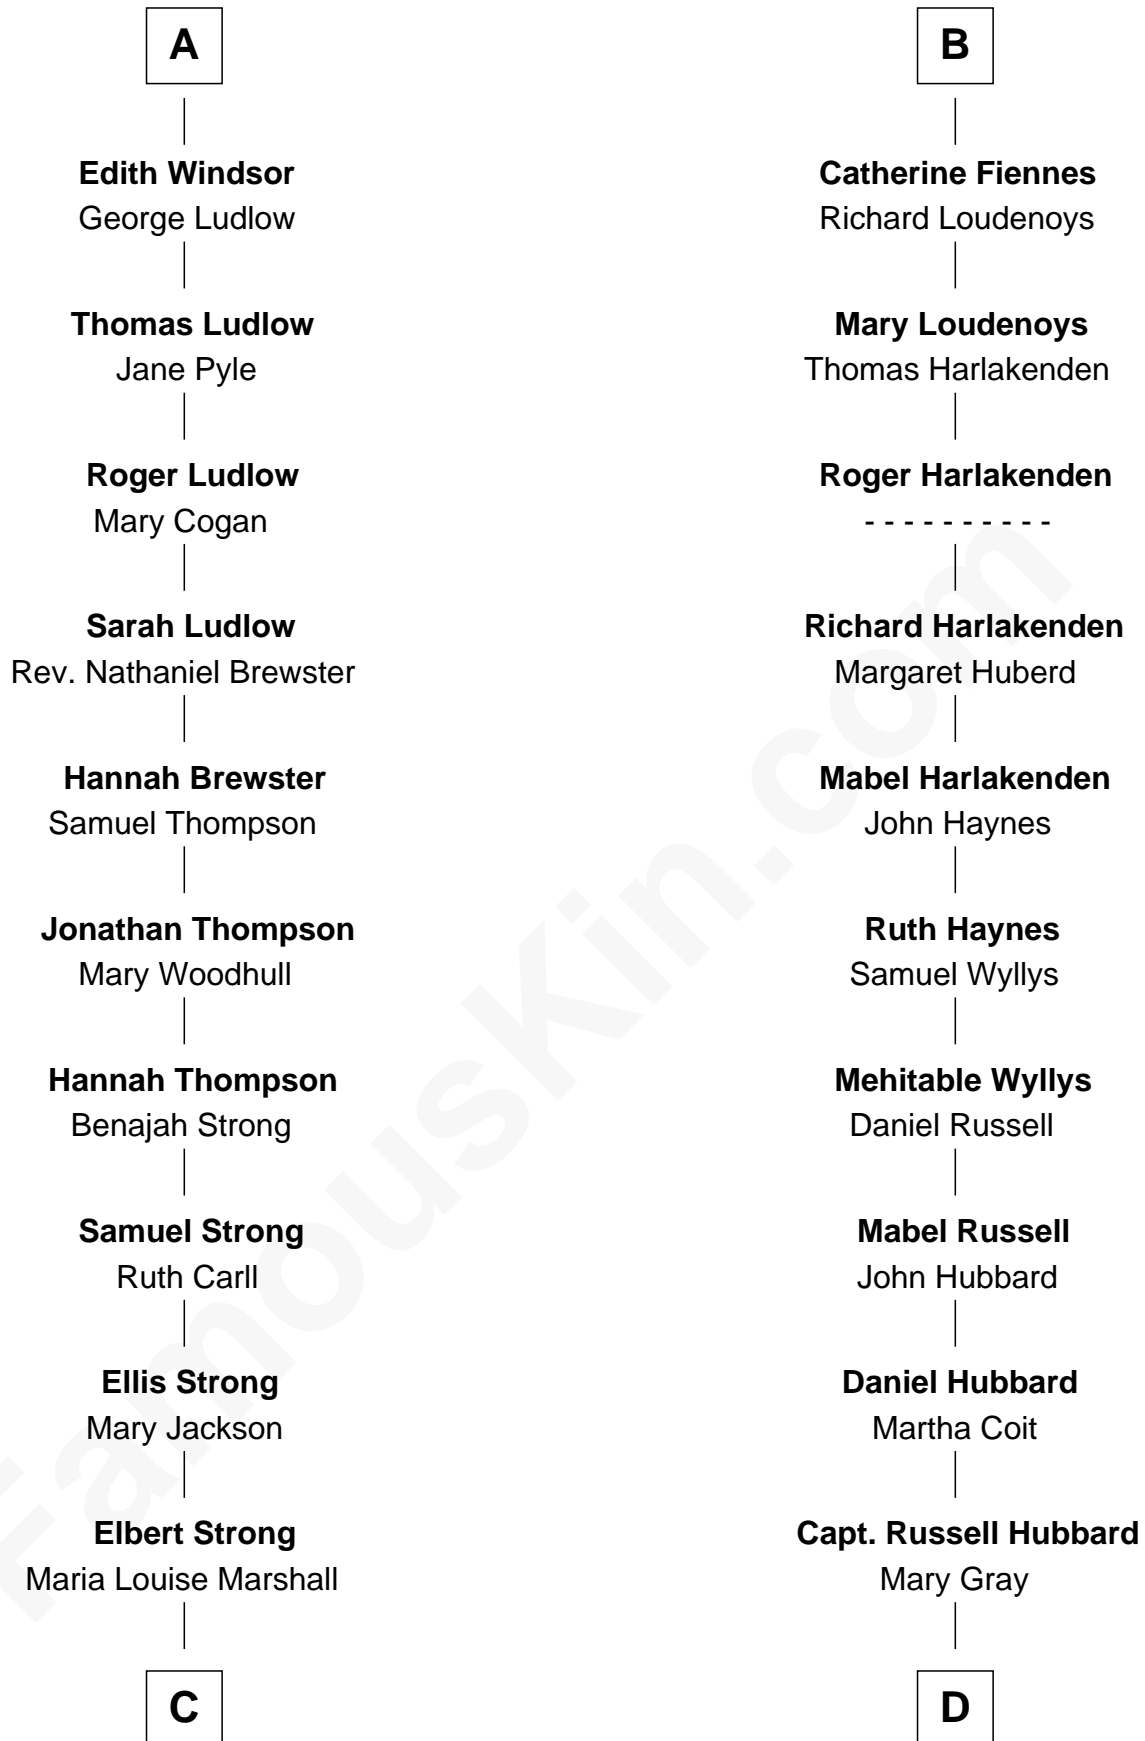 A
Edith Windsor
George Ludlow
Thomas Ludlow
Jane Pyle
Roger Ludlow
Mary Cogan
Sarah Ludlow
Rev. Nathaniel Brewster
Hannah Brewster
Samuel Thompson
Jonathan Thompson
Mary Woodhull
Hannah Thompson
Benajah Strong
Samuel Strong
Ruth Carll
Ellis Strong
Mary Jackson
Elbert Strong
Maria Louise Marshall
C
B
Catherine Fiennes
Richard Loudenoys
Mary Loudenoys
Thomas Harlakenden
Roger Harlakenden
- - - - - - - - - -
Richard Harlakenden
Margaret Huberd
Mabel Harlakenden
John Haynes
Ruth Haynes
Samuel Wyllys
Mehitable Wyllys
Daniel Russell
Mabel Russell
John Hubbard
Daniel Hubbard
Martha Coit
Capt. Russell Hubbard
Mary Gray
D
FamousKin.com